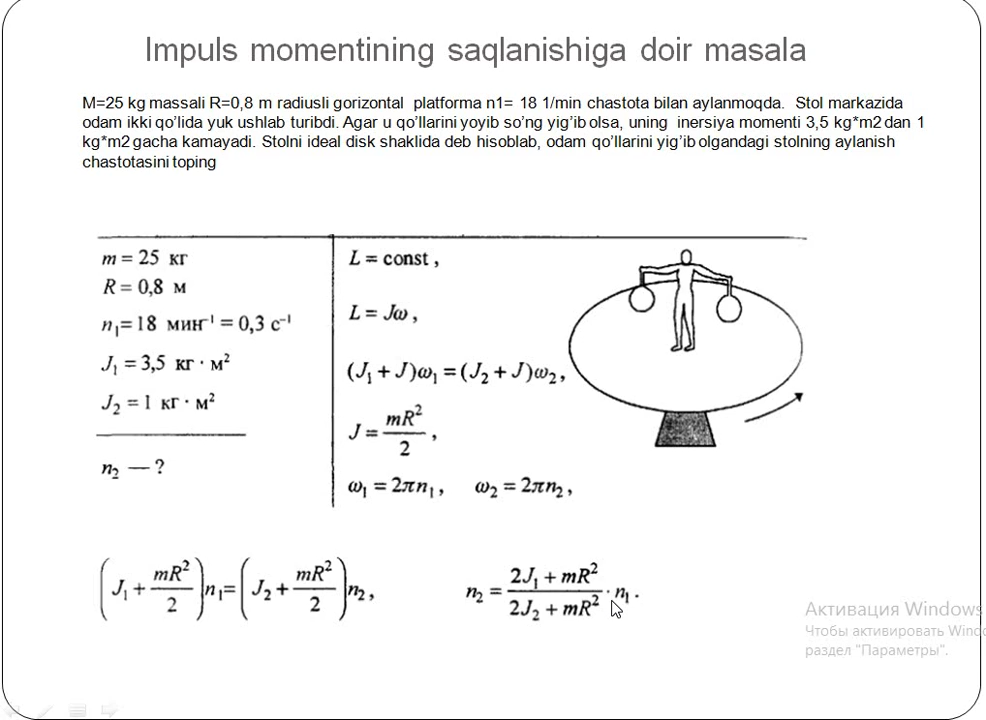 Impuls momentining saqlanishiga doir masala
M=25 kg massali R=0,8 m radiusli gorizontal platforma n1= 18 1/min chastota bilan aylanmoqda. Stol markazida
odam ikki qo'lida yuk ushlab turibdi. Agar u qo'llarini yoyib so'ng yig'ib olsa, uning inersiya momenti 3,5 kg*m2 dan 1
kg*m2 gacha kamayadi. Stolni ideal disk shaklida deb hisoblab, odam qo'llarini yig'ib olgandagi stolning aylanish
chastotasini toping
m = 25 кг
R = 0,8 м
n₁= 18 мин⁻¹ = 0,3 с⁻¹
J₁ = 3,5 кг · м²
J₂ = 1 кг · м²
n₂ — ?
L = const ,
L = Jω ,
(J₁ + J)ω₁ = (J₂ + J)ω₂,
J = mR²/2 ,
ω₁ = 2πn₁ , ω₂ = 2πn₂ ,
(J₁ + mR²/2)n₁= (J₂ + mR²/2)n₂ , n₂ = (2J₁ + mR²)/(2J₂ + mR²) · n₁ .
Активация Windows
Чтобы активировать Wind
раздел "Параметры".